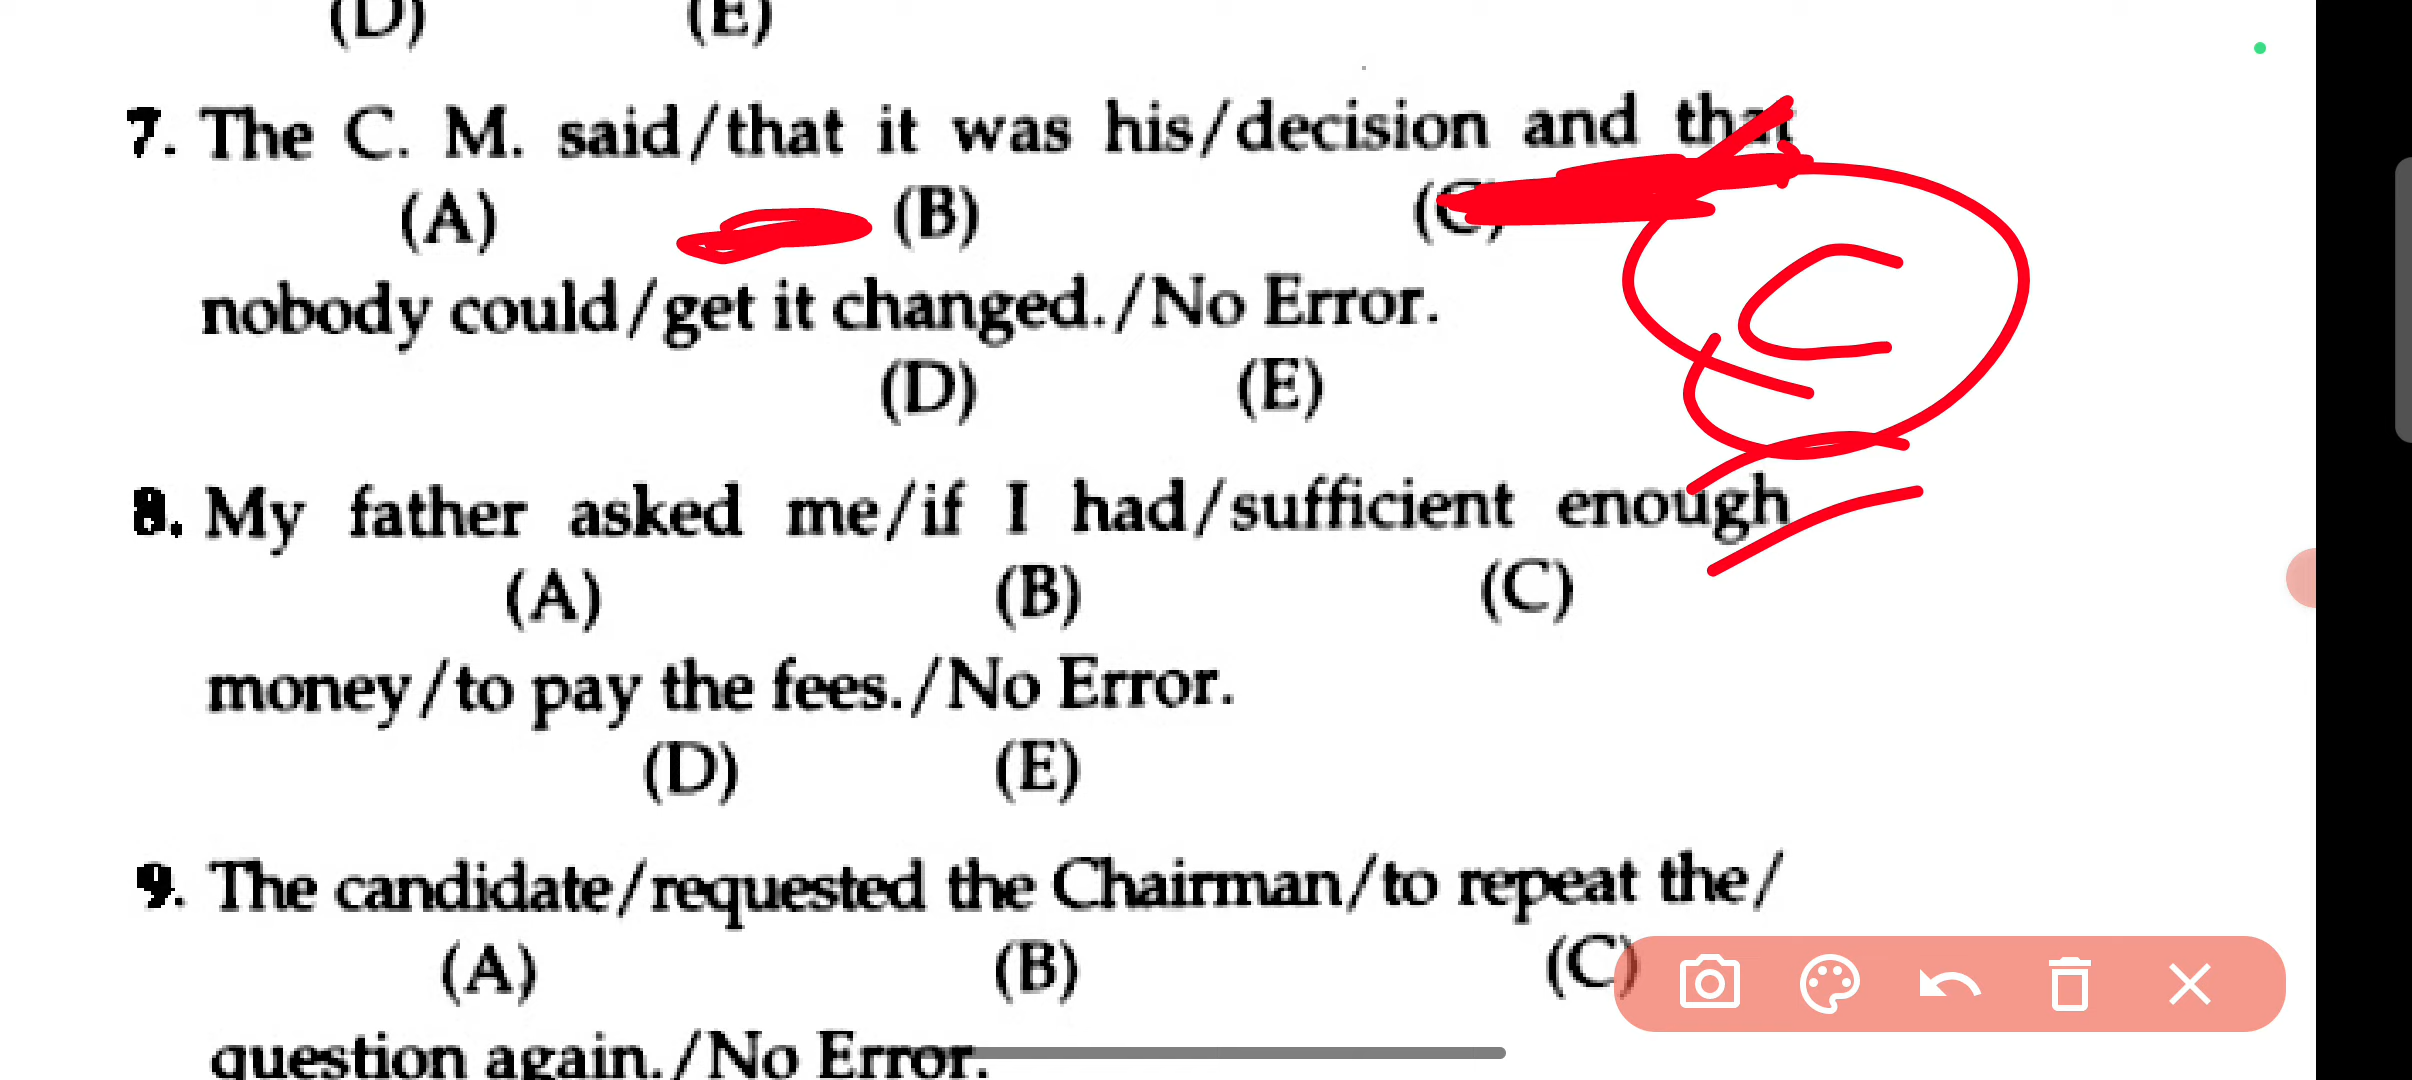 (D) (E)
7. The C. M. said/that it was his/decision and that
(A) (B) (C)
nobody could/get it changed./No Error.
(D) (E)
C
8. My father asked me/if I had/sufficient enough
(A) (B) (C)
money/to pay the fees./No Error.
(D) (E)
9. The candidate/requested the Chairman/to repeat the/
(A) (B) (C)
question again./No Error.